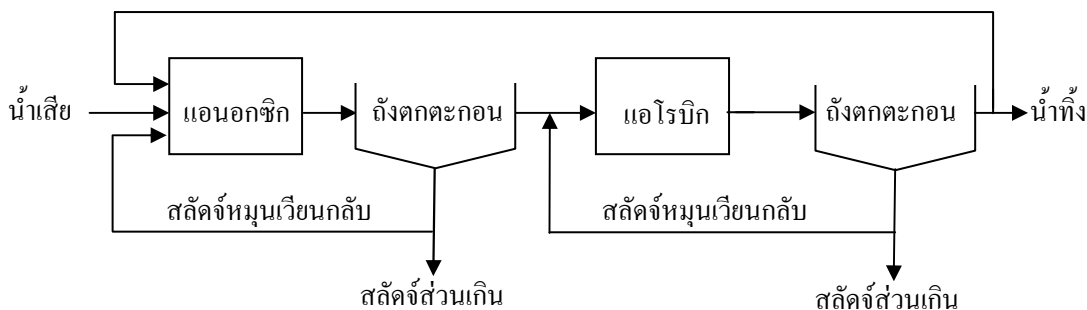 น้ำเสีย
แอนอกซิก
ถังตกตะกอน
แอโรบิก
ถังตกตะกอน
น้ำทิ้ง
สลัดจ์หมุนเวียนกลับ
สลัดจ์หมุนเวียนกลับ
สลัดจ์ส่วนเกิน
สลัดจ์ส่วนเกิน